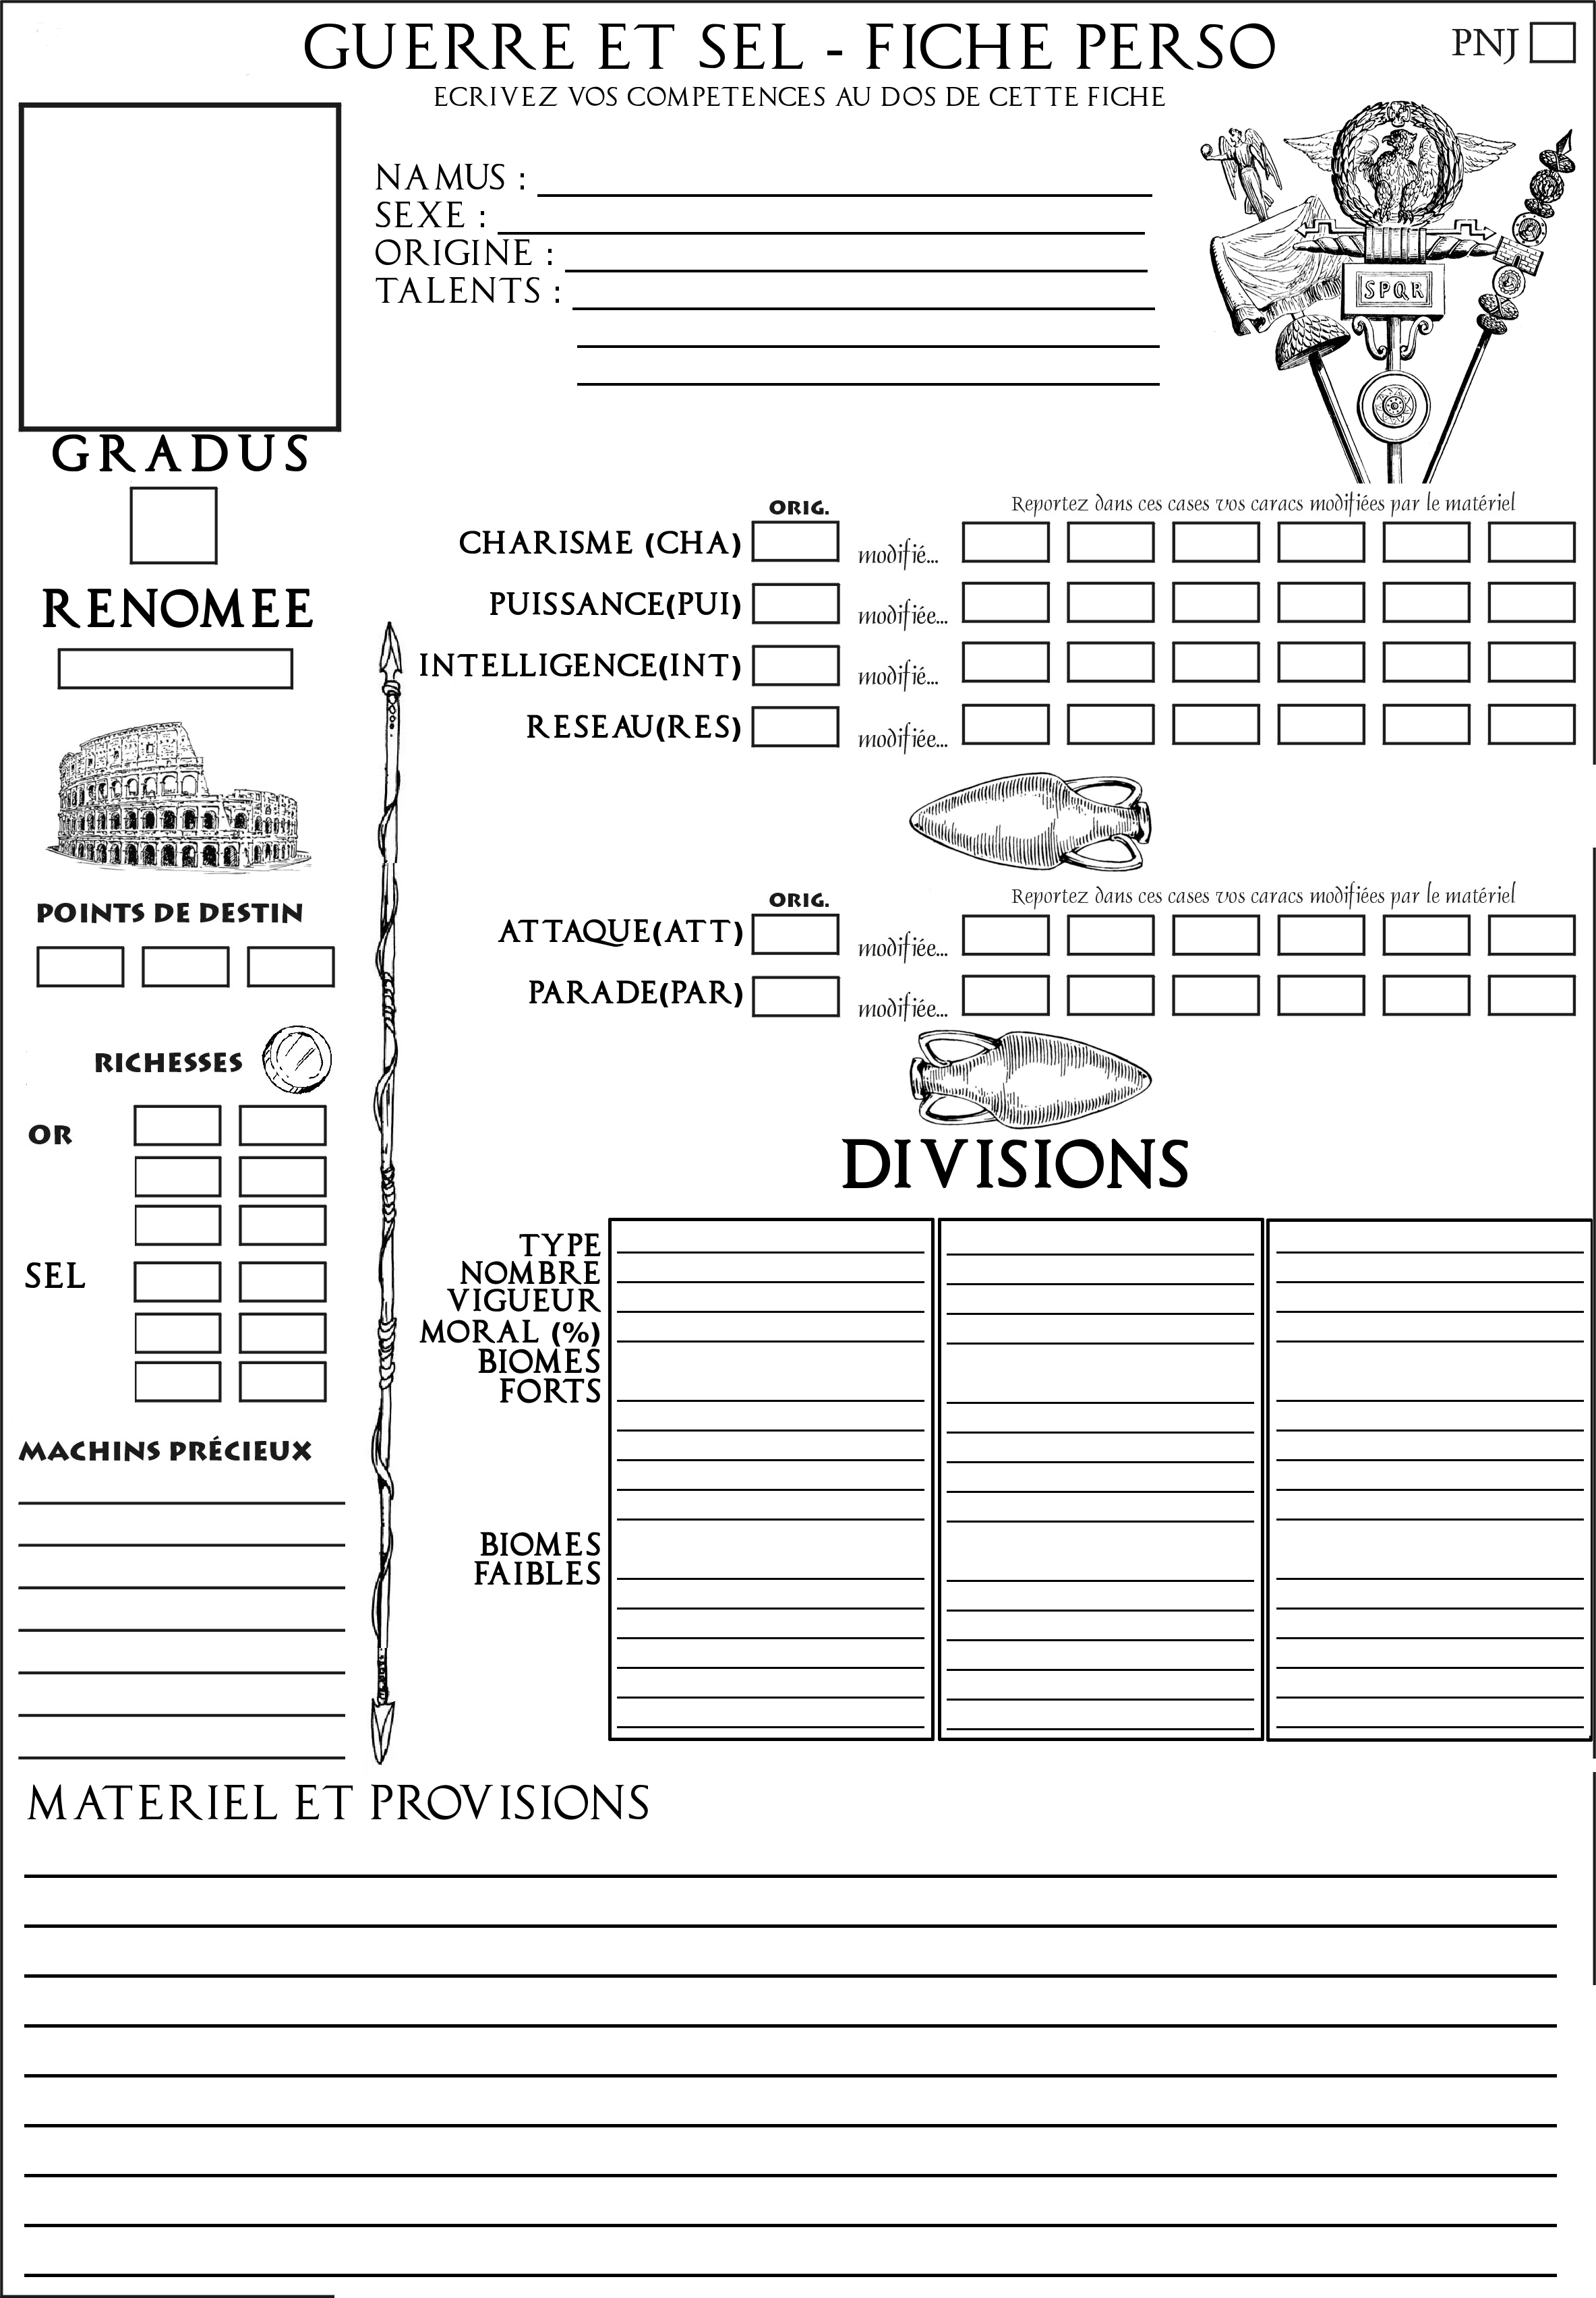 GUERRE ET SEL - FICHE PERSO
PNJ
ECRIVEZ VOS COMPETENCES AU DOS DE CETTE FICHE
NAMUS :
SEXE :
ORIGINE :
TALENTS :
SPQR
GRADUS
RENOMEE
POINTS DE DESTIN
RICHESSES
OR
SEL
MACHINS PRÉCIEUX
ORIG.
Reportez dans ces cases vos caracs modifiées par le matériel
CHARISME (CHA) modifié...
PUISSANCE(PUI) modifiée...
INTELLIGENCE(INT) modifié...
RESEAU(RES) modifiée...
ORIG.
Reportez dans ces cases vos caracs modifiées par le matériel
ATTAQUE(ATT) modifiée...
PARADE(PAR) modifiée...
DIVISIONS
TYPE
NOMBRE
VIGUEUR
MORAL (%)
BIOMES
FORTS
BIOMES
FAIBLES
MATERIEL ET PROVISIONS